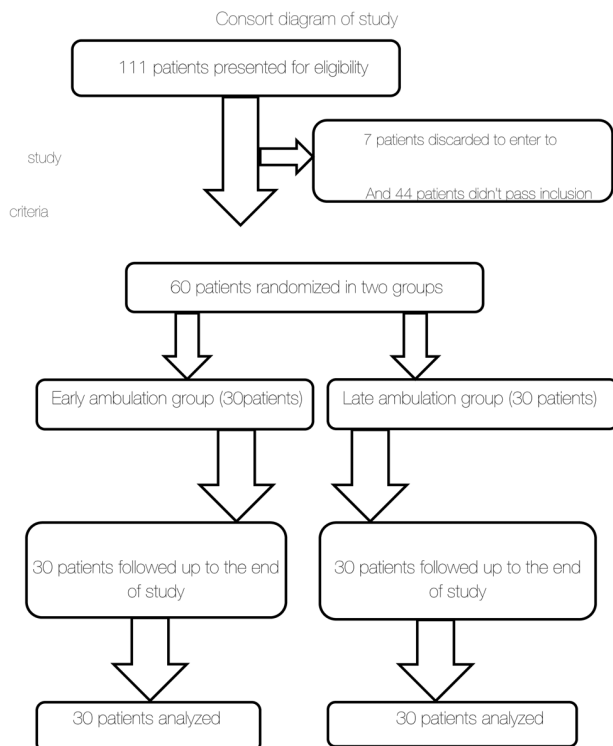 Consort diagram of study
111 patients presented for eligibility
7 patients discarded to enter to
study
And 44 patients didn't pass inclusion
criteria
60 patients randomized in two groups
Early ambulation group (30patients)
Late ambulation group (30 patients)
30 patients followed up to the end
of study
30 patients followed up to the end
of study
30 patients analyzed
30 patients analyzed